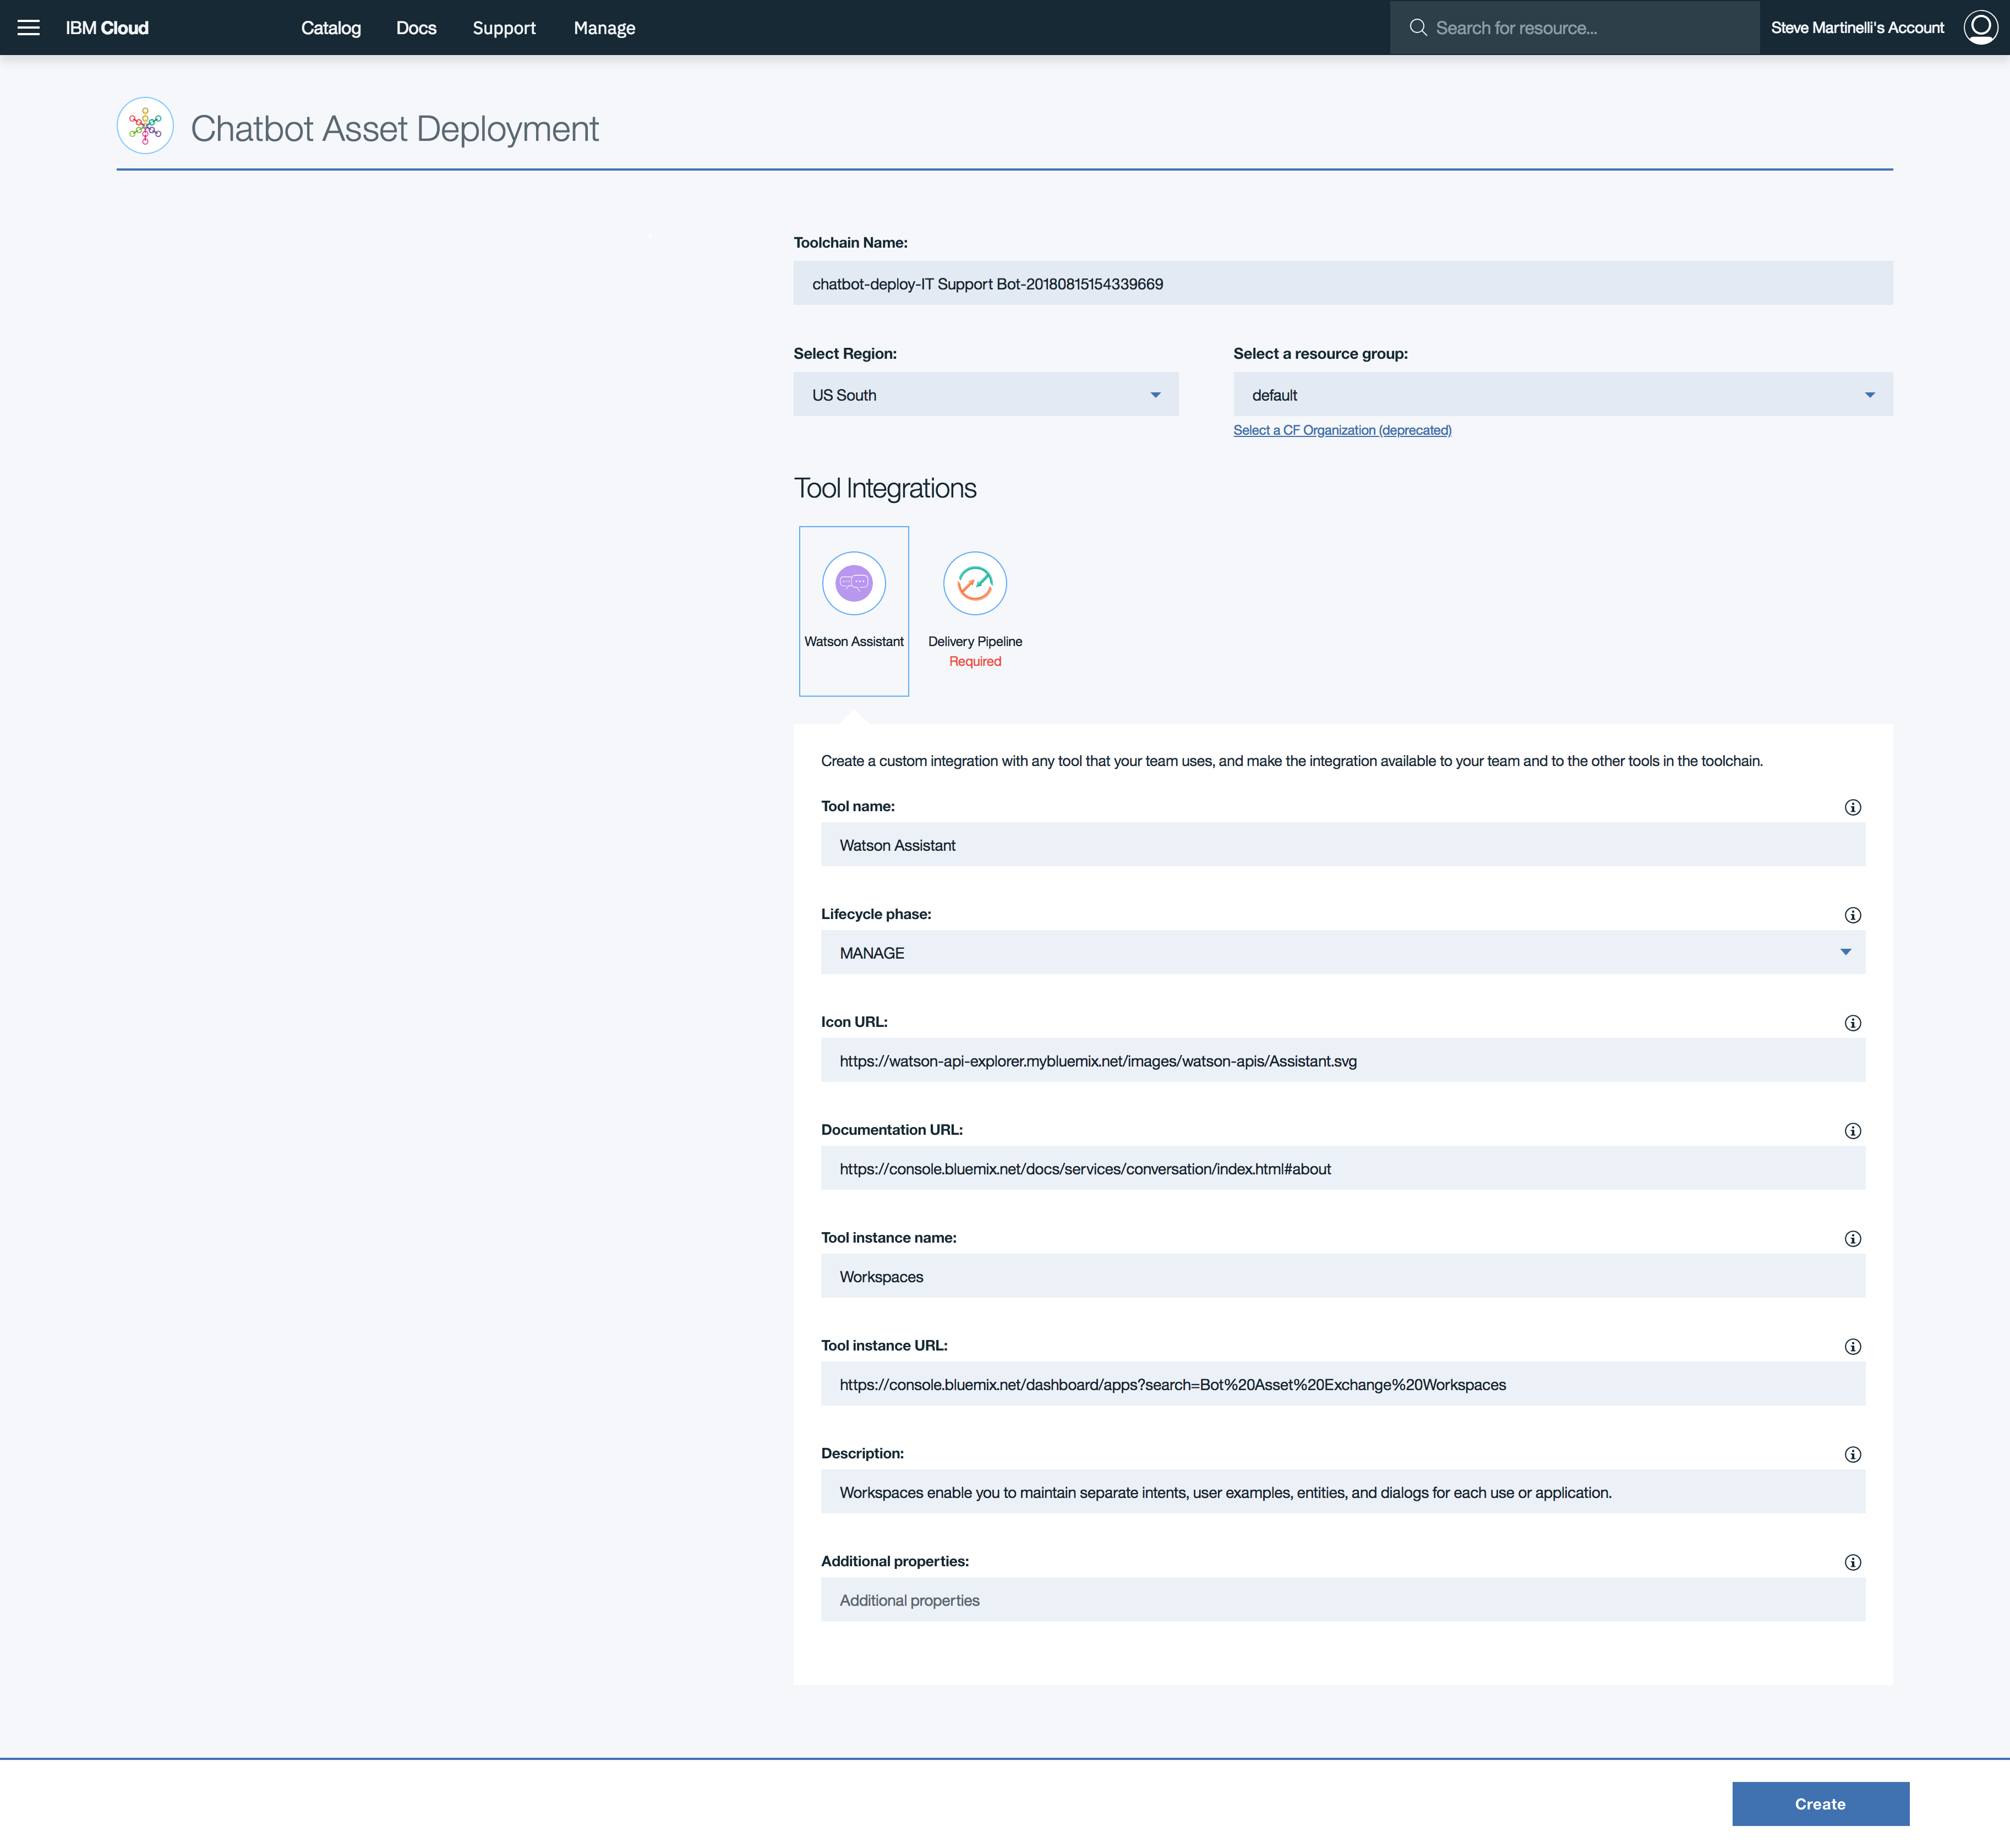 IBM Cloud
Catalog
Docs
Support
Manage
Search for resource...
Steve Martinelli's Account
Chatbot Asset Deployment
Toolchain Name:
chatbot-deploy-IT Support Bot-20180815154339669
Select Region:
US South
Select a resource group:
default
Select a CF Organization (deprecated)
Tool Integrations
Watson Assistant
Delivery Pipeline
Required
Create a custom integration with any tool that your team uses, and make the integration available to your team and to the other tools in the toolchain.
Tool name:
Watson Assistant
Lifecycle phase:
MANAGE
Icon URL:
https://watson-api-explorer.mybluemix.net/images/watson-apis/Assistant.svg
Documentation URL:
https://console.bluemix.net/docs/services/conversation/index.html#about
Tool instance name:
Workspaces
Tool instance URL:
https://console.bluemix.net/dashboard/apps?search=Bot%20Asset%20Exchange%20Workspaces
Description:
Workspaces enable you to maintain separate intents, user examples, entities, and dialogs for each use or application.
Additional properties:
Additional properties
Create